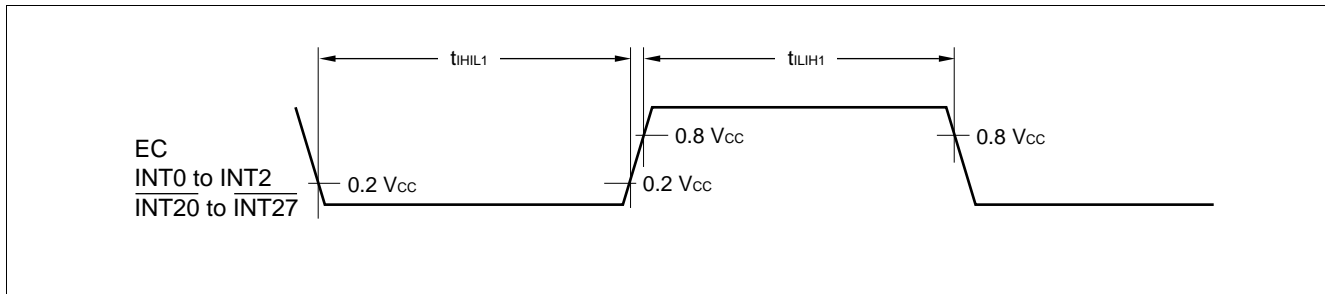 tIHIL1
tILIH1
0.8 VCC
0.8 VCC
EC
INT0 to INT2
INT20 to INT27
0.2 VCC
0.2 VCC